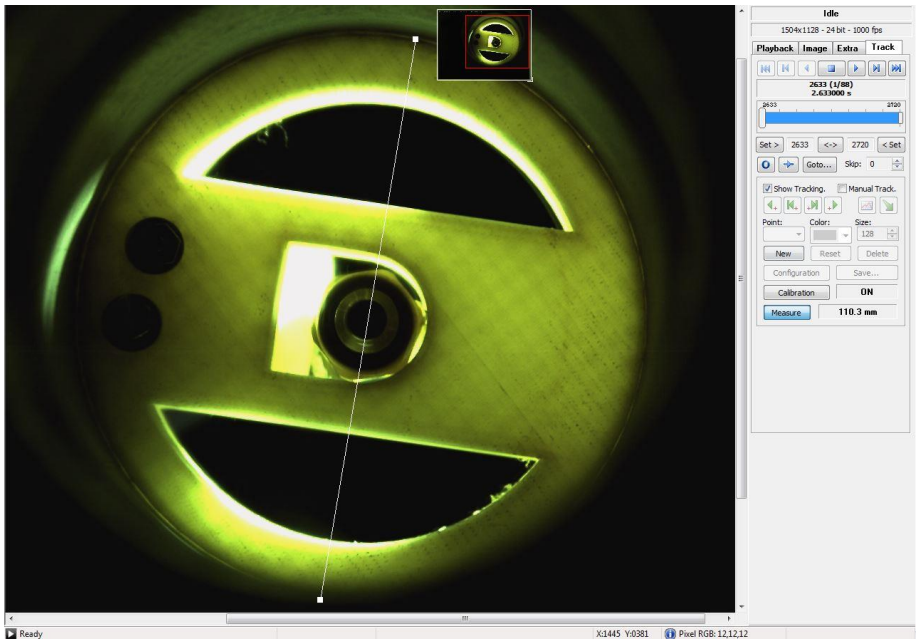 Idle
1504x1128 - 24 bit - 1000 fps
Playback Image Extra Track
2633 (1/88)
2.633000 s
2633 2720
Set > 2633 <-> 2720 < Set
Goto... Skip: 0
Show Tracking. Manual Track.
Point: Color: Size:
128
New Reset Delete
Configuration Save...
Calibration ON
Measure 110.3 mm
Ready X:1445 Y:0381 Pixel RGB: 12,12,12